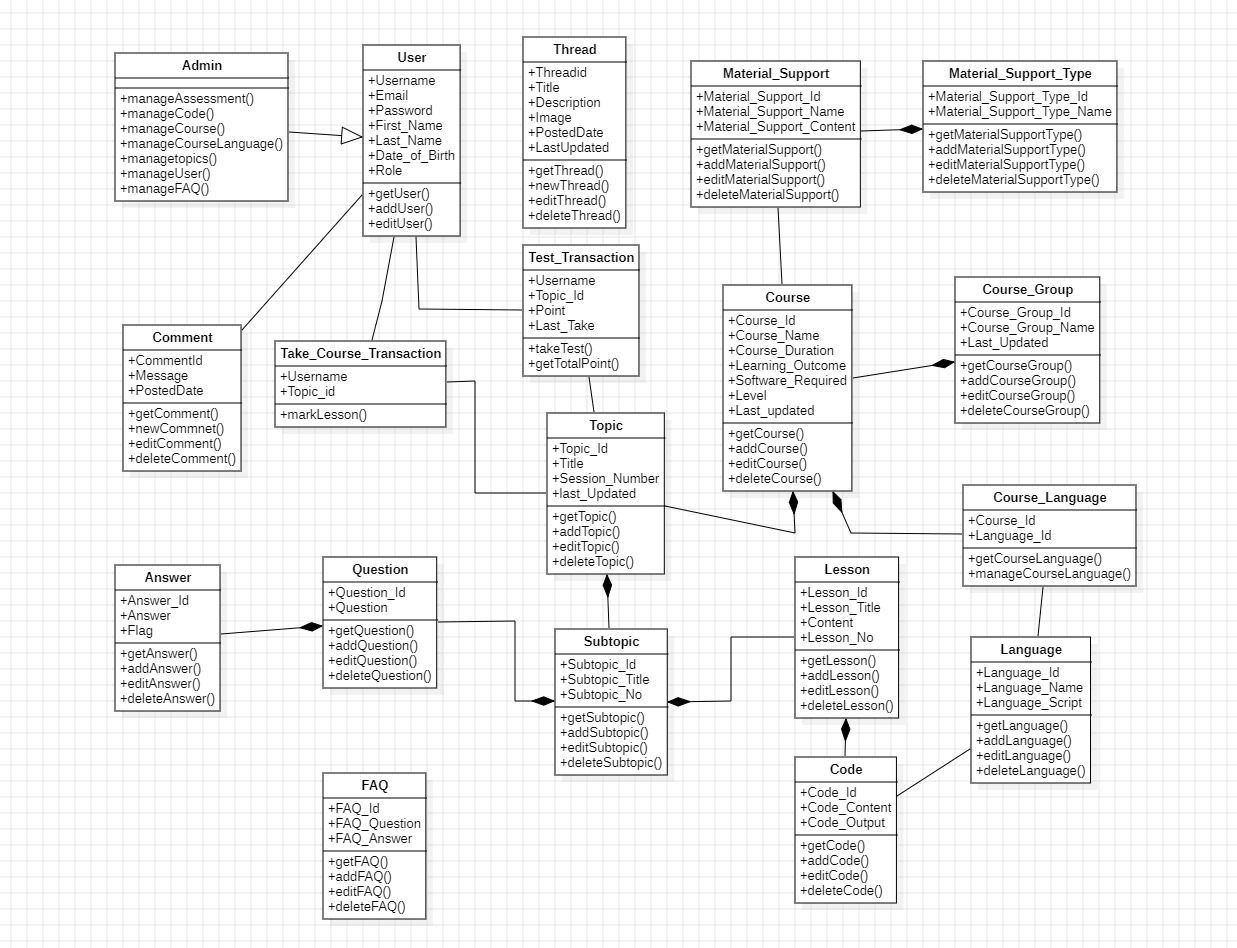 Admin
+manageAssessment()
+manageCode()
+manageCourse()
+manageCourseLanguage()
+managetopics()
+manageUser()
+manageFAQ()
User
+Username
+Email
+Password
+First_Name
+Last_Name
+Date_of_Birth
+Role
+getUser()
+addUser()
+editUser()
Thread
+Threadid
+Title
+Description
+Image
+PostedDate
+LastUpdated
+getThread()
+newThread()
+editThread()
+deleteThread()
Material_Support
+Material_Support_Id
+Material_Support_Name
+Material_Support_Content
+getMaterialSupport()
+addMaterialSupport()
+editMaterialSupport()
+deleteMaterialSupport()
Material_Support_Type
+Material_Support_Type_Id
+Material_Support_Type_Name
+getMaterialSupportType()
+addMaterialSupportType()
+editMaterialSupportType()
+deleteMaterialSupportType()
Test_Transaction
+Username
+Topic_Id
+Point
+Last_Take
+takeTest()
+getTotalPoint()
Course
+Course_Id
+Course_Name
+Course_Duration
+Learning_Outcome
+Software_Required
+Level
+Last_updated
+getCourse()
+addCourse()
+editCourse()
+deleteCourse()
Course_Group
+Course_Group_Id
+Course_Group_Name
+Last_Updated
+getCourseGroup()
+addCourseGroup()
+editCourseGroup()
+deleteCourseGroup()
Comment
+CommentId
+Message
+PostedDate
+getComment()
+newCommnet()
+editComment()
+deleteComment()
Take_Course_Transaction
+Username
+Topic_id
+markLesson()
Topic
+Topic_Id
+Title
+Session_Number
+last_Updated
+getTopic()
+addTopic()
+editTopic()
+deleteTopic()
Course_Language
+Course_Id
+Language_Id
+getCourseLanguage()
+manageCourseLanguage()
Answer
+Answer_Id
+Answer
+Flag
+getAnswer()
+addAnswer()
+editAnswer()
+deleteAnswer()
Question
+Question_Id
+Question
+getQuestion()
+addQuestion()
+editQuestion()
+deleteQuestion()
Subtopic
+Subtopic_Id
+Subtopic_Title
+Subtopic_No
+getSubtopic()
+addSubtopic()
+editSubtopic()
+deleteSubtopic()
Lesson
+Lesson_Id
+Lesson_Title
+Content
+Lesson_No
+getLesson()
+addLesson()
+editLesson()
+deleteLesson()
Language
+Language_Id
+Language_Name
+Language_Script
+getLanguage()
+addLanguage()
+editLanguage()
+deleteLanguage()
FAQ
+FAQ_Id
+FAQ_Question
+FAQ_Answer
+getFAQ()
+addFAQ()
+editFAQ()
+deleteFAQ()
Code
+Code_Id
+Code_Content
+Code_Output
+getCode()
+addCode()
+editCode()
+deleteCode()